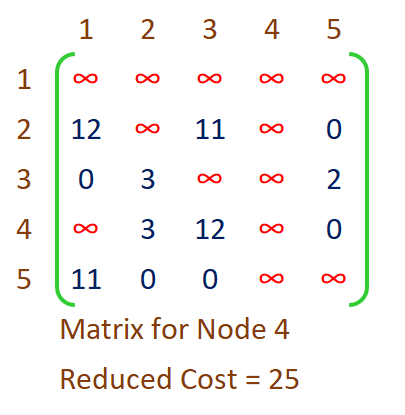 1 2 3 4 5
1 ∞ ∞ ∞ ∞ ∞
2 12 ∞ 11 ∞ 0
3 0 3 ∞ ∞ 2
4 ∞ 3 12 ∞ 0
5 11 0 0 ∞ ∞
Matrix for Node 4
Reduced Cost = 25